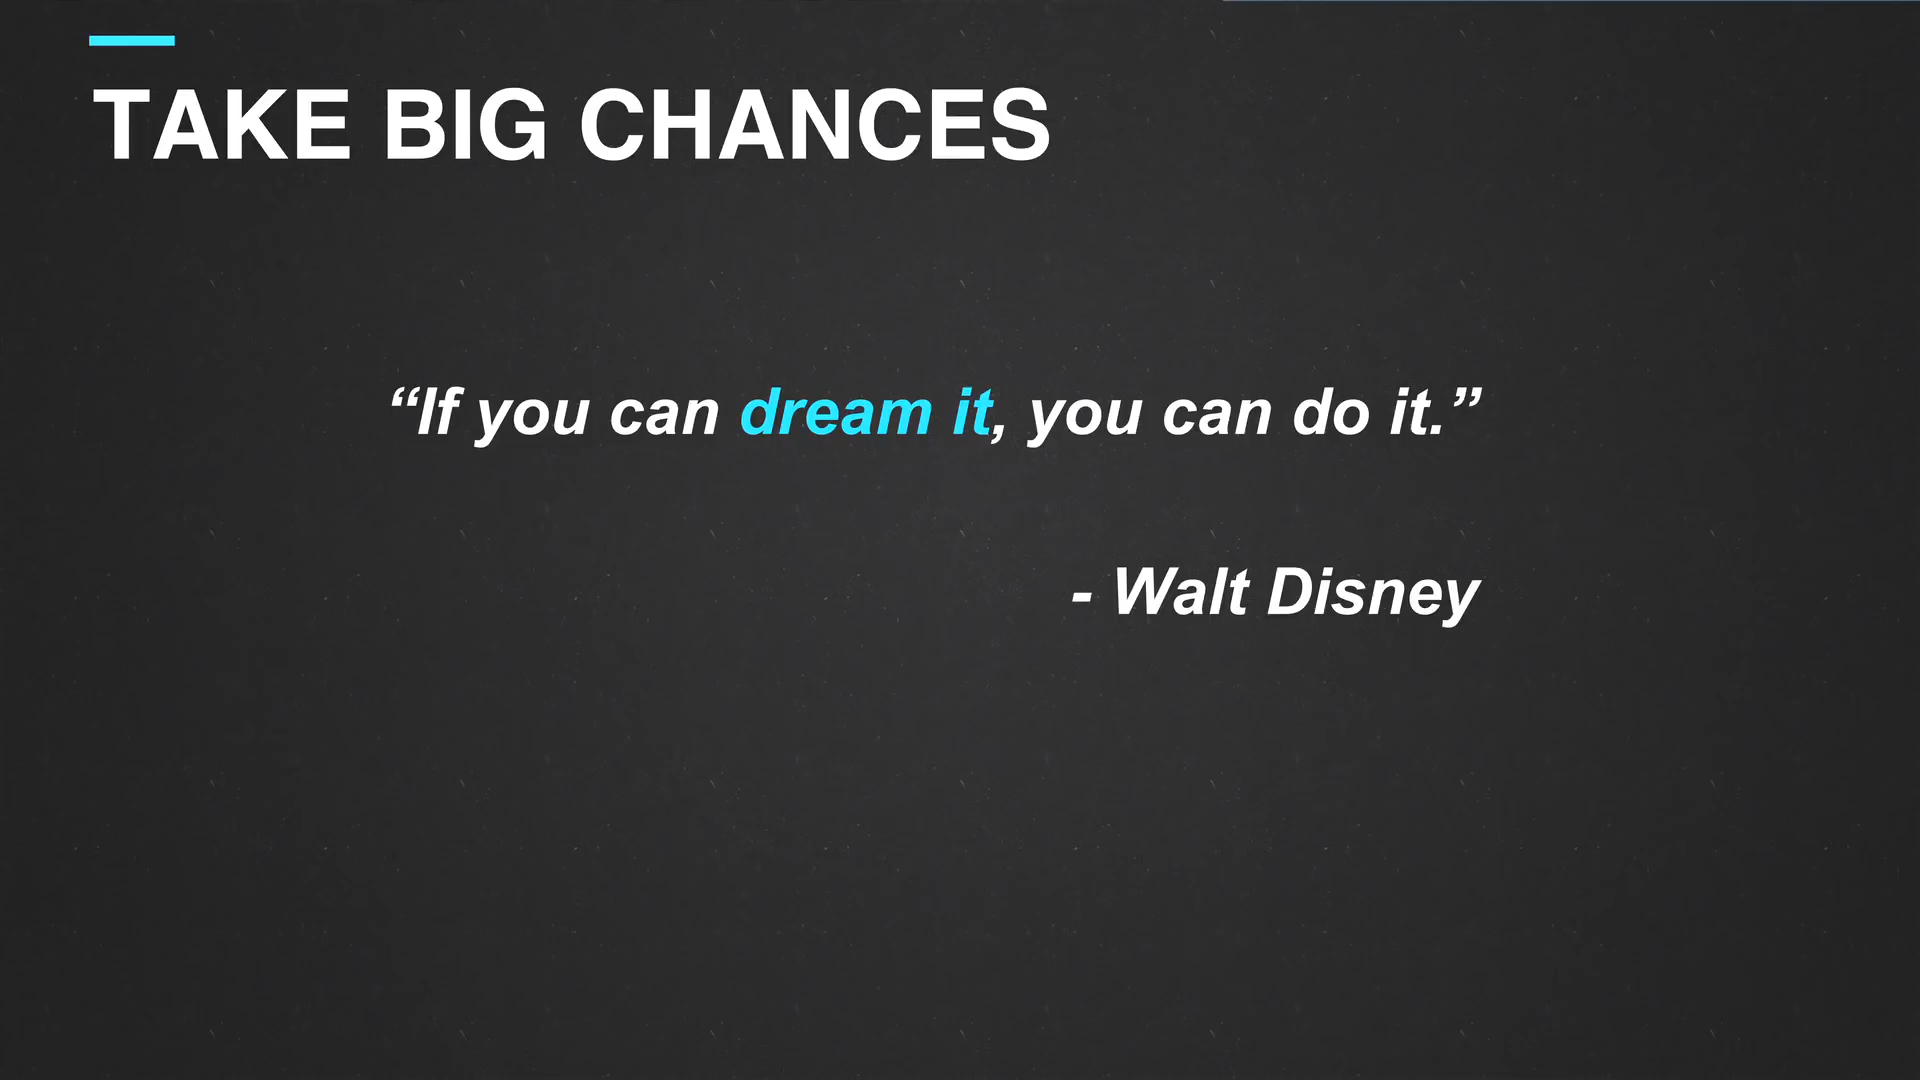 TAKE BIG CHANCES
“If you can dream it, you can do it.”
- Walt Disney